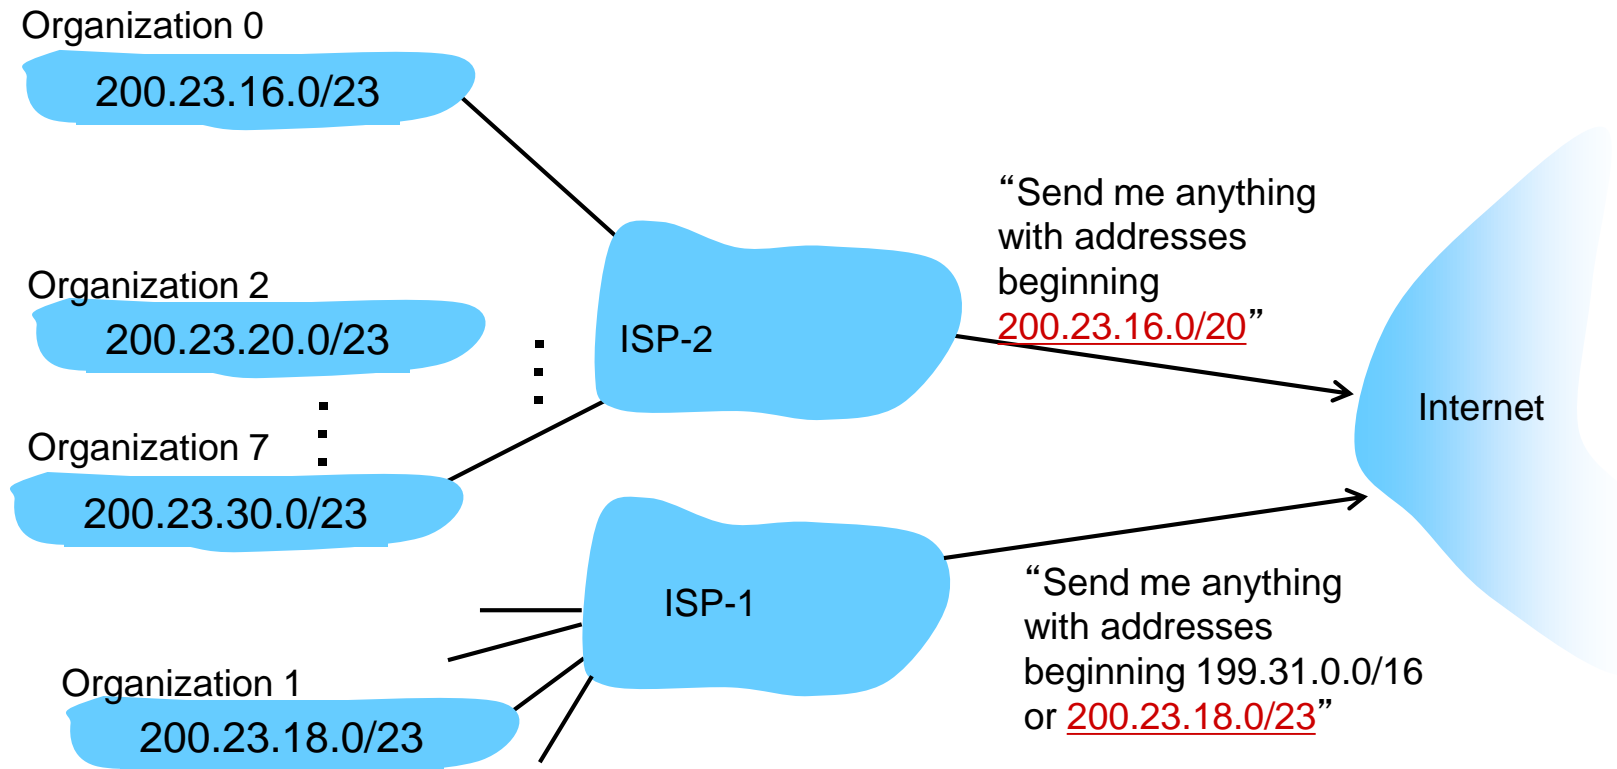 Organization 0
200.23.16.0/23
Organization 2
200.23.20.0/23
Organization 7
200.23.30.0/23
Organization 1
200.23.18.0/23
ISP-2
ISP-1
“Send me anything
with addresses
beginning
200.23.16.0/20”
“Send me anything
with addresses
beginning 199.31.0.0/16
or 200.23.18.0/23”
Internet